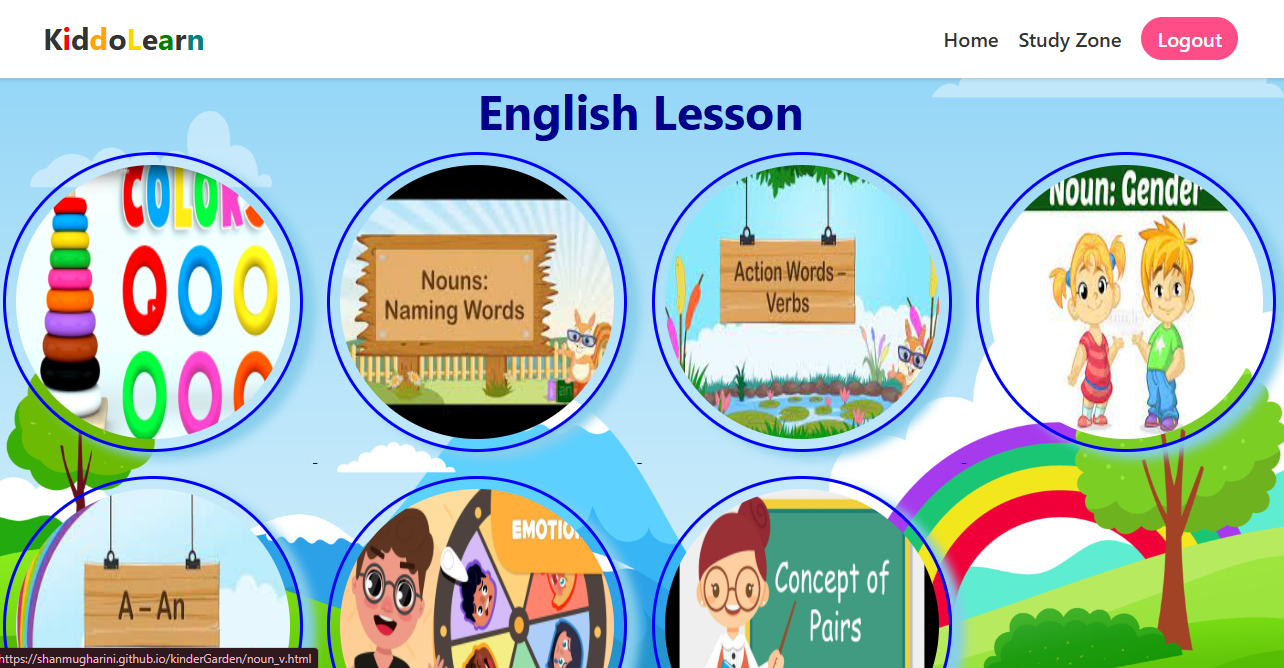 KiddoLearn
Home Study Zone Logout
English Lesson
COLORS
Nouns:
Naming Words
Action Words –
Verbs
Noun: Gender
A – An
EMOTIO
Concept of
Pairs
https://shanmugharini.github.io/kinderGarden/noun_v.html